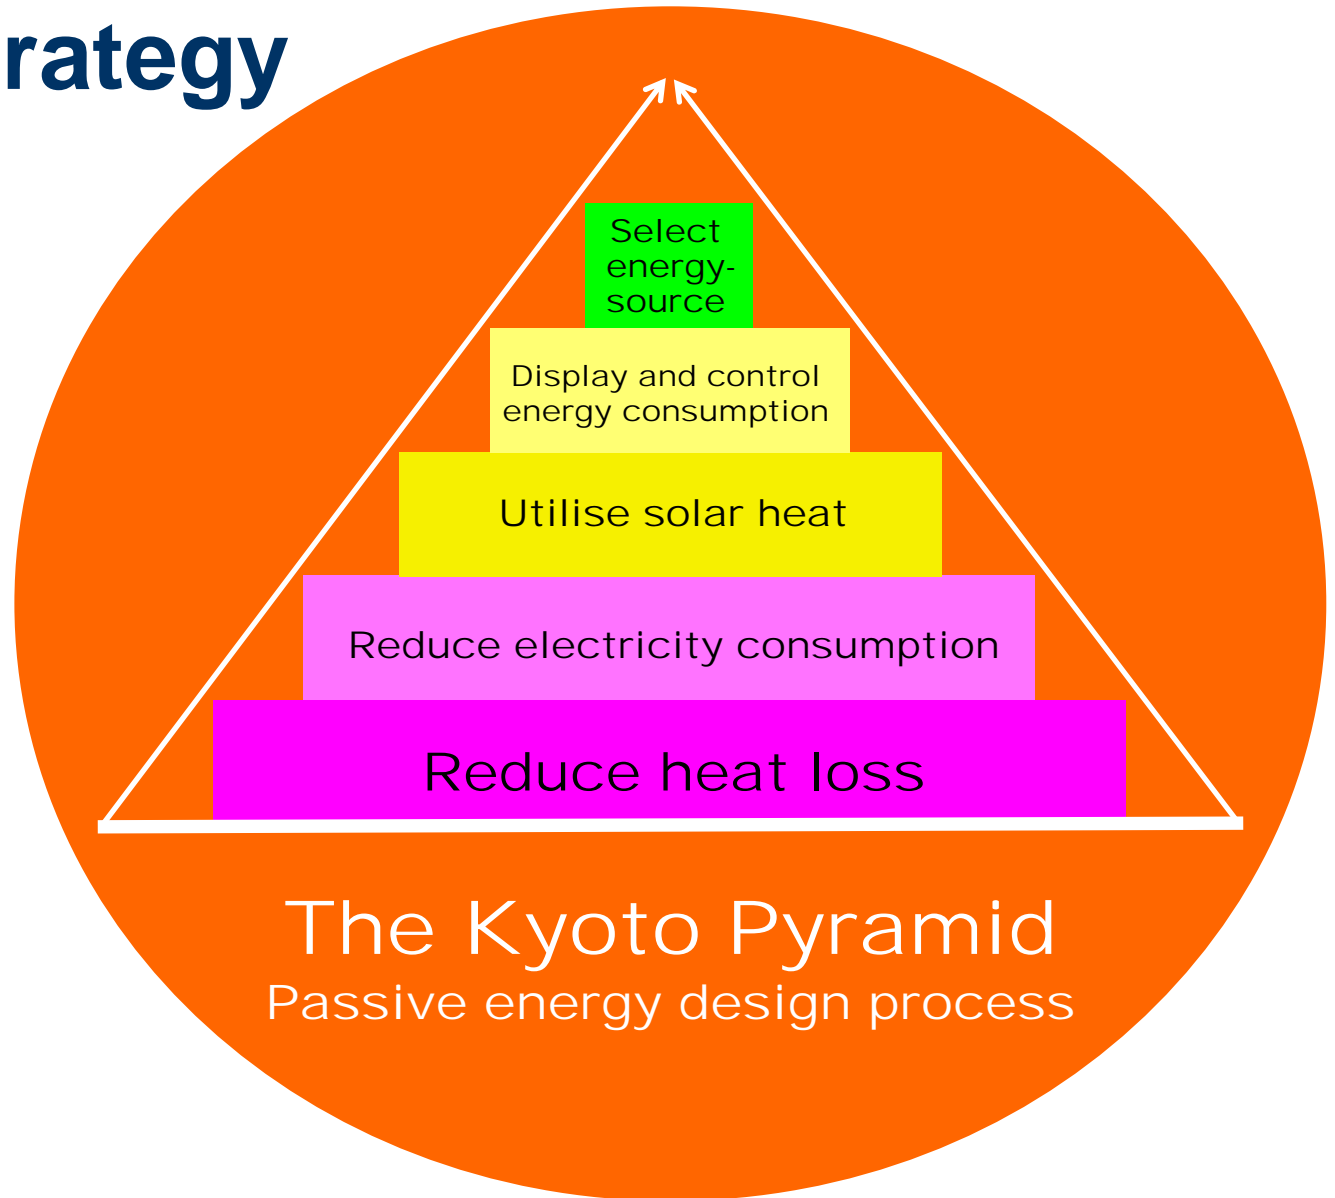 rategy
Select
energy-
source
Display and control
energy consumption
Utilise solar heat
Reduce electricity consumption
Reduce heat loss
The Kyoto Pyramid
Passive energy design process